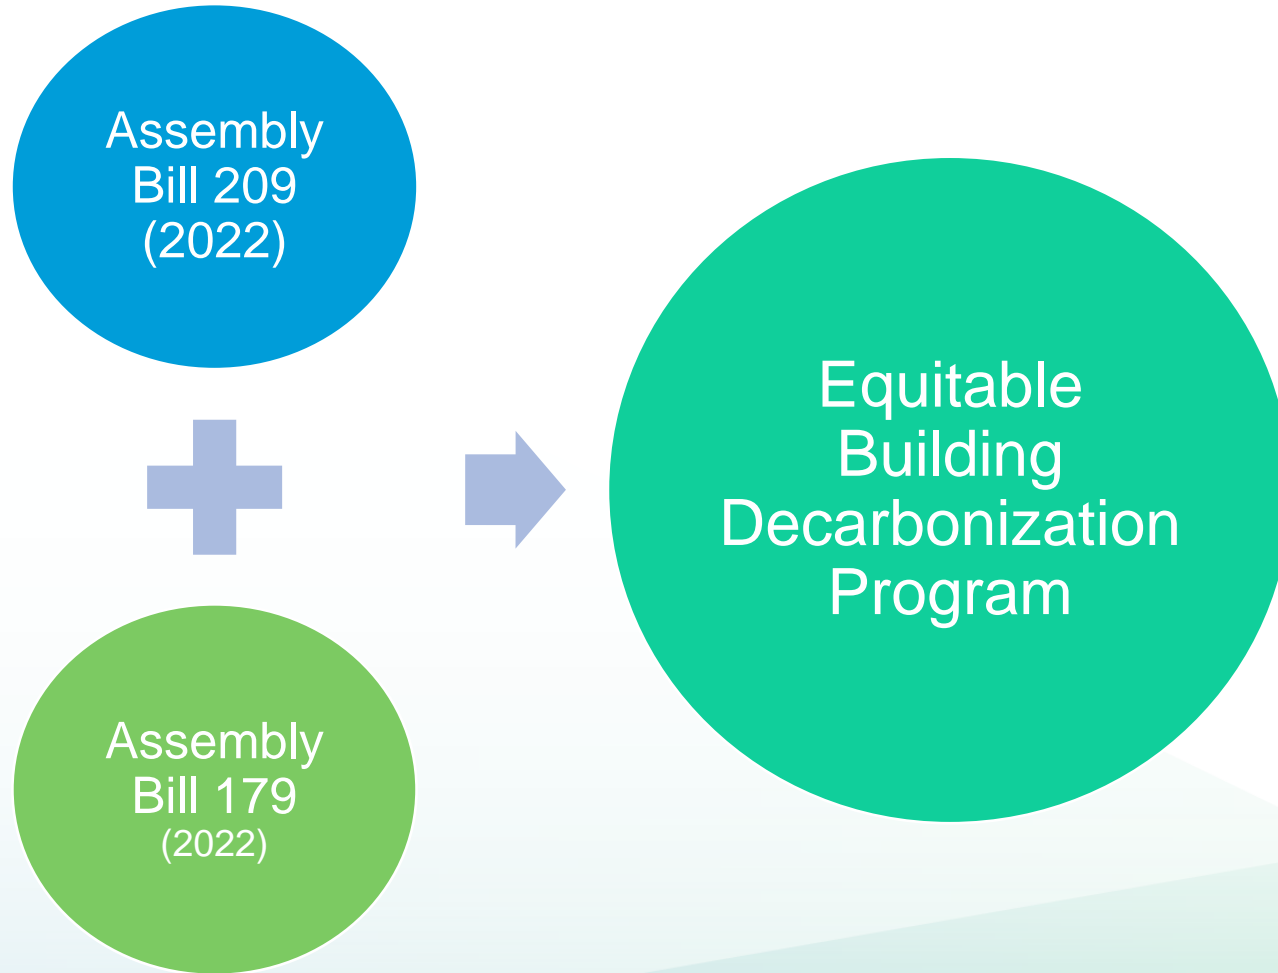 Assembly
Bill 209
(2022)
Assembly
Bill 179
(2022)
Equitable
Building
Decarbonization
Program